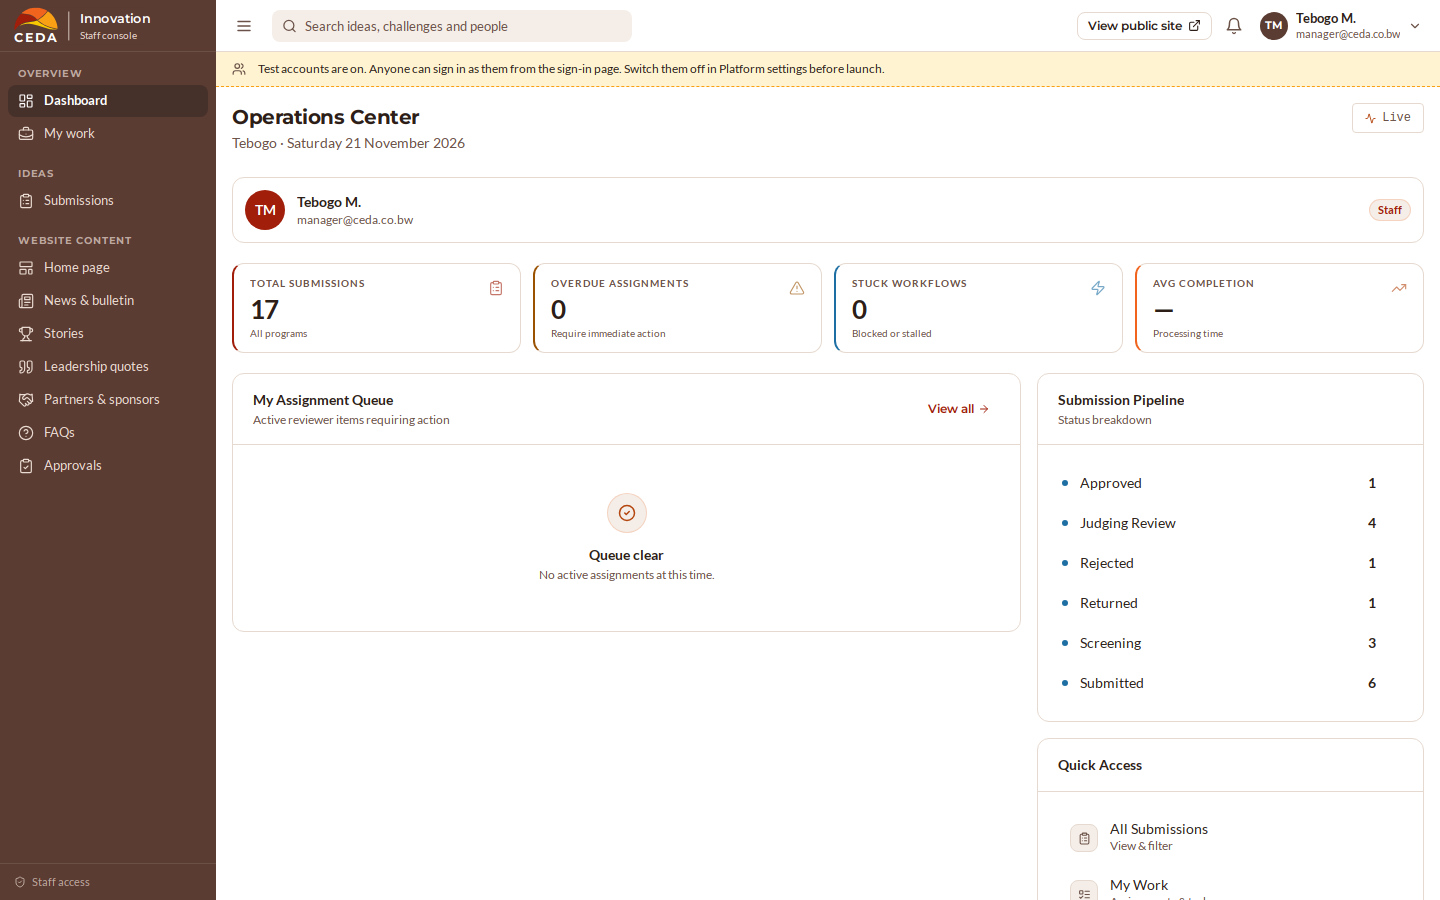 CEDA
Innovation
Staff console
Search ideas, challenges and people
View public site
TM
Tebogo M.
manager@ceda.co.bw
Test accounts are on. Anyone can sign in as them from the sign-in page. Switch them off in Platform settings before launch.
OVERVIEW
Dashboard
My work
IDEAS
Submissions
WEBSITE CONTENT
Home page
News & bulletin
Stories
Leadership quotes
Partners & sponsors
FAQs
Approvals
Staff access
Operations Center
Tebogo · Saturday 21 November 2026
Live
TM
Tebogo M.
manager@ceda.co.bw
Staff
TOTAL SUBMISSIONS
17
All programs
OVERDUE ASSIGNMENTS
0
Require immediate action
STUCK WORKFLOWS
0
Blocked or stalled
AVG COMPLETION
—
Processing time
My Assignment Queue
Active reviewer items requiring action
View all
Queue clear
No active assignments at this time.
Submission Pipeline
Status breakdown
Approved 1
Judging Review 4
Rejected 1
Returned 1
Screening 3
Submitted 6
Quick Access
All Submissions
View & filter
My Work